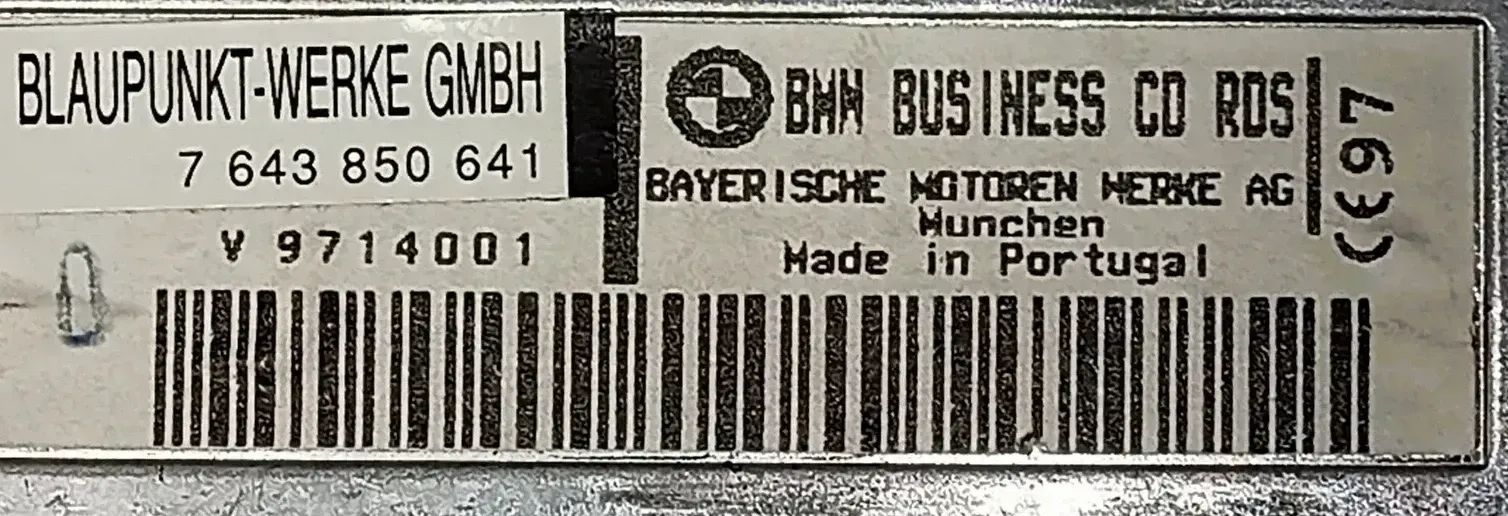 BLAUPUNKT-WERKE GMBH
7 643 850 641
V 9714001
0
BMW BUSINESS CD RDS
BAYERISCHE MOTOREN WERKE AG
Munchen
Made in Portugal
CE97